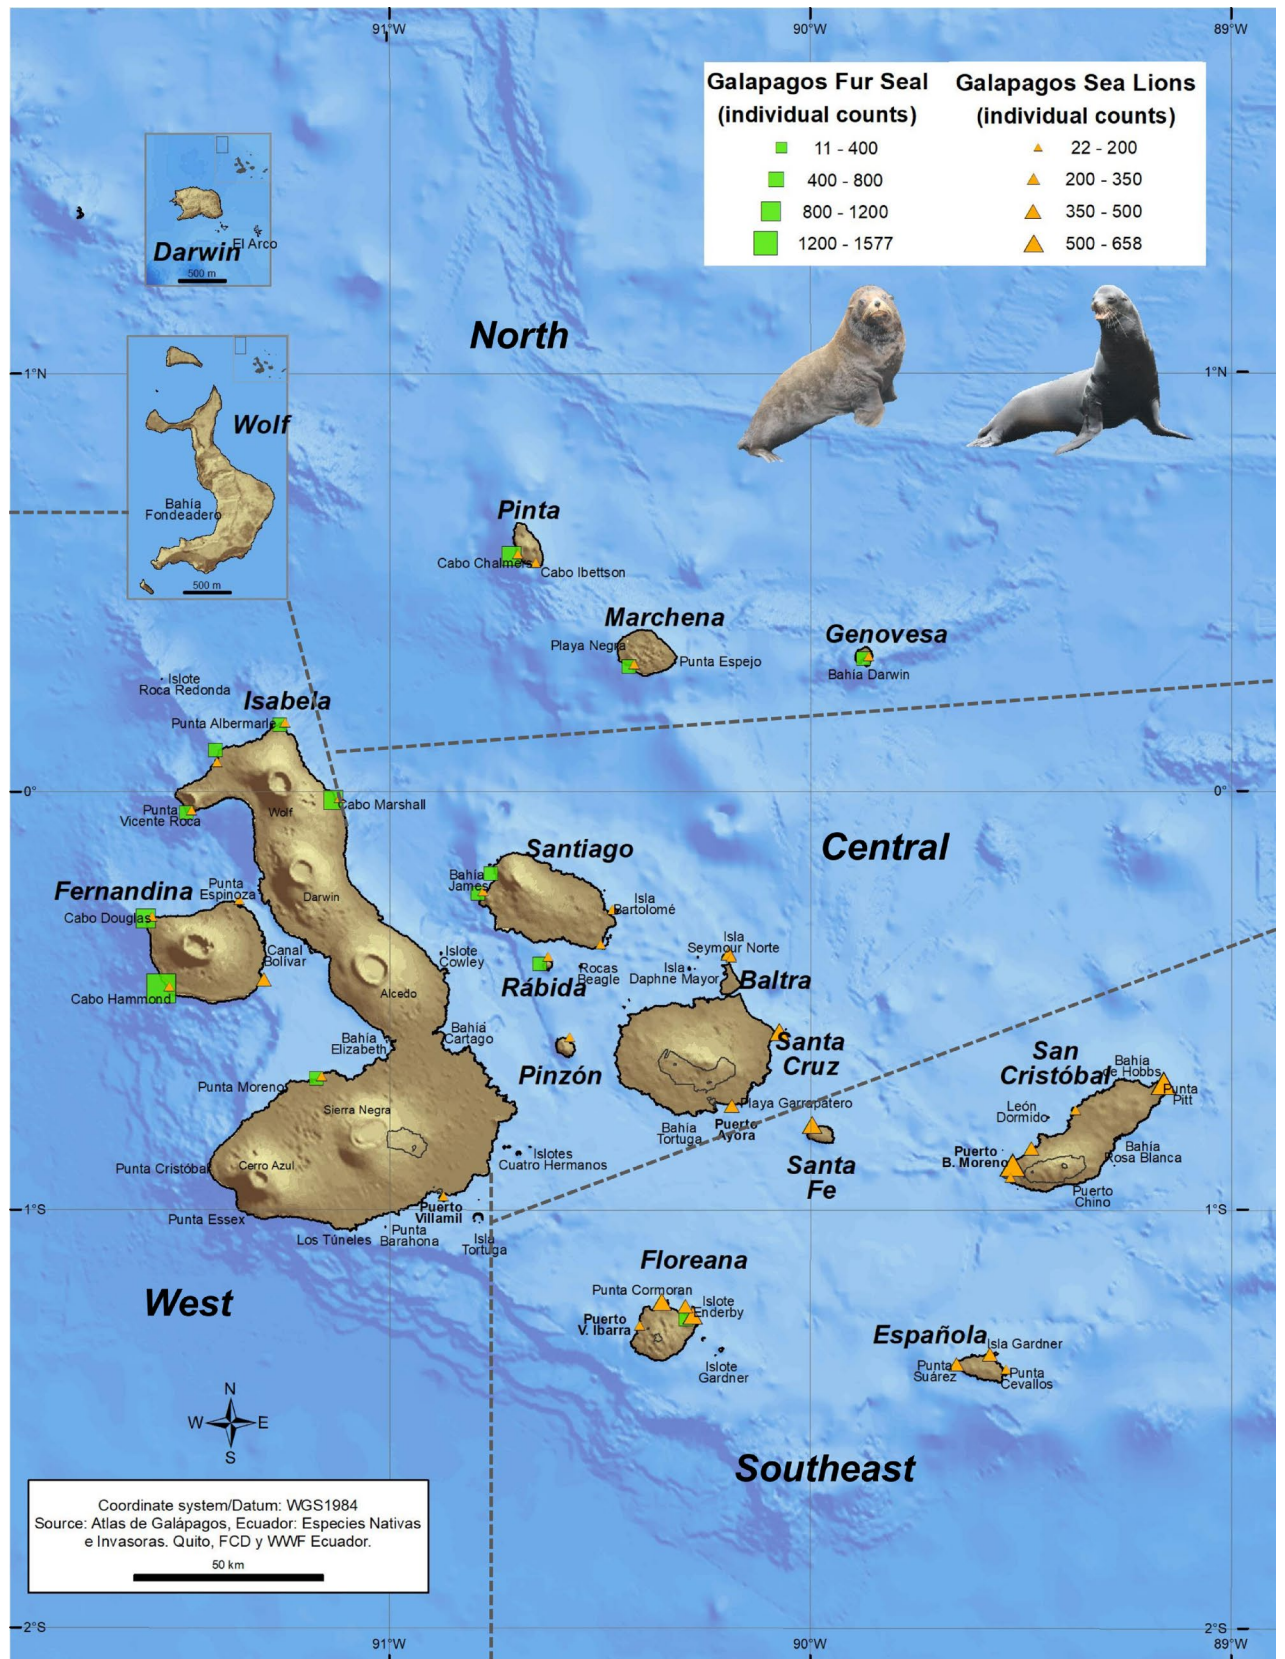 91°W
90°W
89°W
Galapagos Fur Seal
(individual counts)
11 - 400
400 - 800
800 - 1200
1200 - 1577
Galapagos Sea Lions
(individual counts)
22 - 200
200 - 350
350 - 500
500 - 658
El Arco
Darwin
500 m
North
1°N
1°N
Wolf
Bahía
Fondeadero
500 m
Pinta
Cabo Chalmers
Cabo Ibettson
Marchena
Playa Negra
Punta Espejo
Genovesa
Bahía Darwin
Islote
Roca Redonda
Isabela
Punta Albermarle
0°
0°
Punta
Vicente Roca
Wolf
Cabo Marshall
Central
Santiago
Bahía
James
Isla
Bartolomé
Fernandina
Punta
Espinoza
Darwin
Cabo Douglas
Canal
Bolívar
Islote
Cowley
Isla
Seymour Norte
Rocas
Beagle
Isla
Daphne Mayor
Baltra
Rábida
Cabo Hammond
Alcedo
Bahía
Elizabeth
Bahía
Cartago
Santa
Cruz
Pinzón
San
Cristóbal
Bahía
de Hobbs
Punta
Pitt
Punta Moreno
Sierra Negra
Playa Garrapatero
León
Dormido
Bahía
Tortuga
Puerto
Ayora
Bahía
Rosa Blanca
Puerto
B. Moreno
Islotes
Cuatro Hermanos
Santa
Fe
Punta Cristóbal
Cerro Azul
Puerto
Chino
Puerto
Villamil
Punta Essex
1°S
1°S
Los Túneles
Punta
Barahona
Isla
Tortuga
Floreana
West
Punta Cormoran
Islote
Enderby
Puerto
V. Ibarra
Islote
Gardner
Española
Isla Gardner
Punta
Suárez
Punta
Cevallos
N
W
E
S
Southeast
Coordinate system/Datum: WGS1984
Source: Atlas de Galápagos, Ecuador: Especies Nativas
e Invasoras. Quito, FCD y WWF Ecuador.
50 km
2°S
2°S
91°W
90°W
89°W